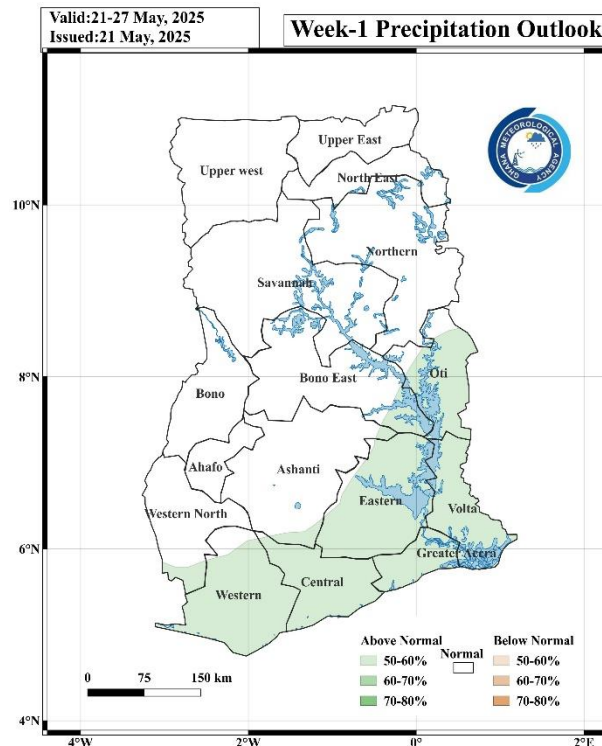 Valid:21-27 May, 2025
Issued:21 May, 2025
Week-1 Precipitation Outlook
GHANA METEOROLOGICAL AGENCY
Upper East
Upper west
North East
10°N
Northern
Savannah
8°N
Oti
Bono East
Bono
Ahafo
Ashanti
Eastern
Volta
Western North
6°N
Greater Accra
Central
Western
Above Normal
Normal
Below Normal
50-60%
50-60%
60-70%
60-70%
70-80%
70-80%
0 75 150 km
4°N
4°W
2°W
0°
2°E